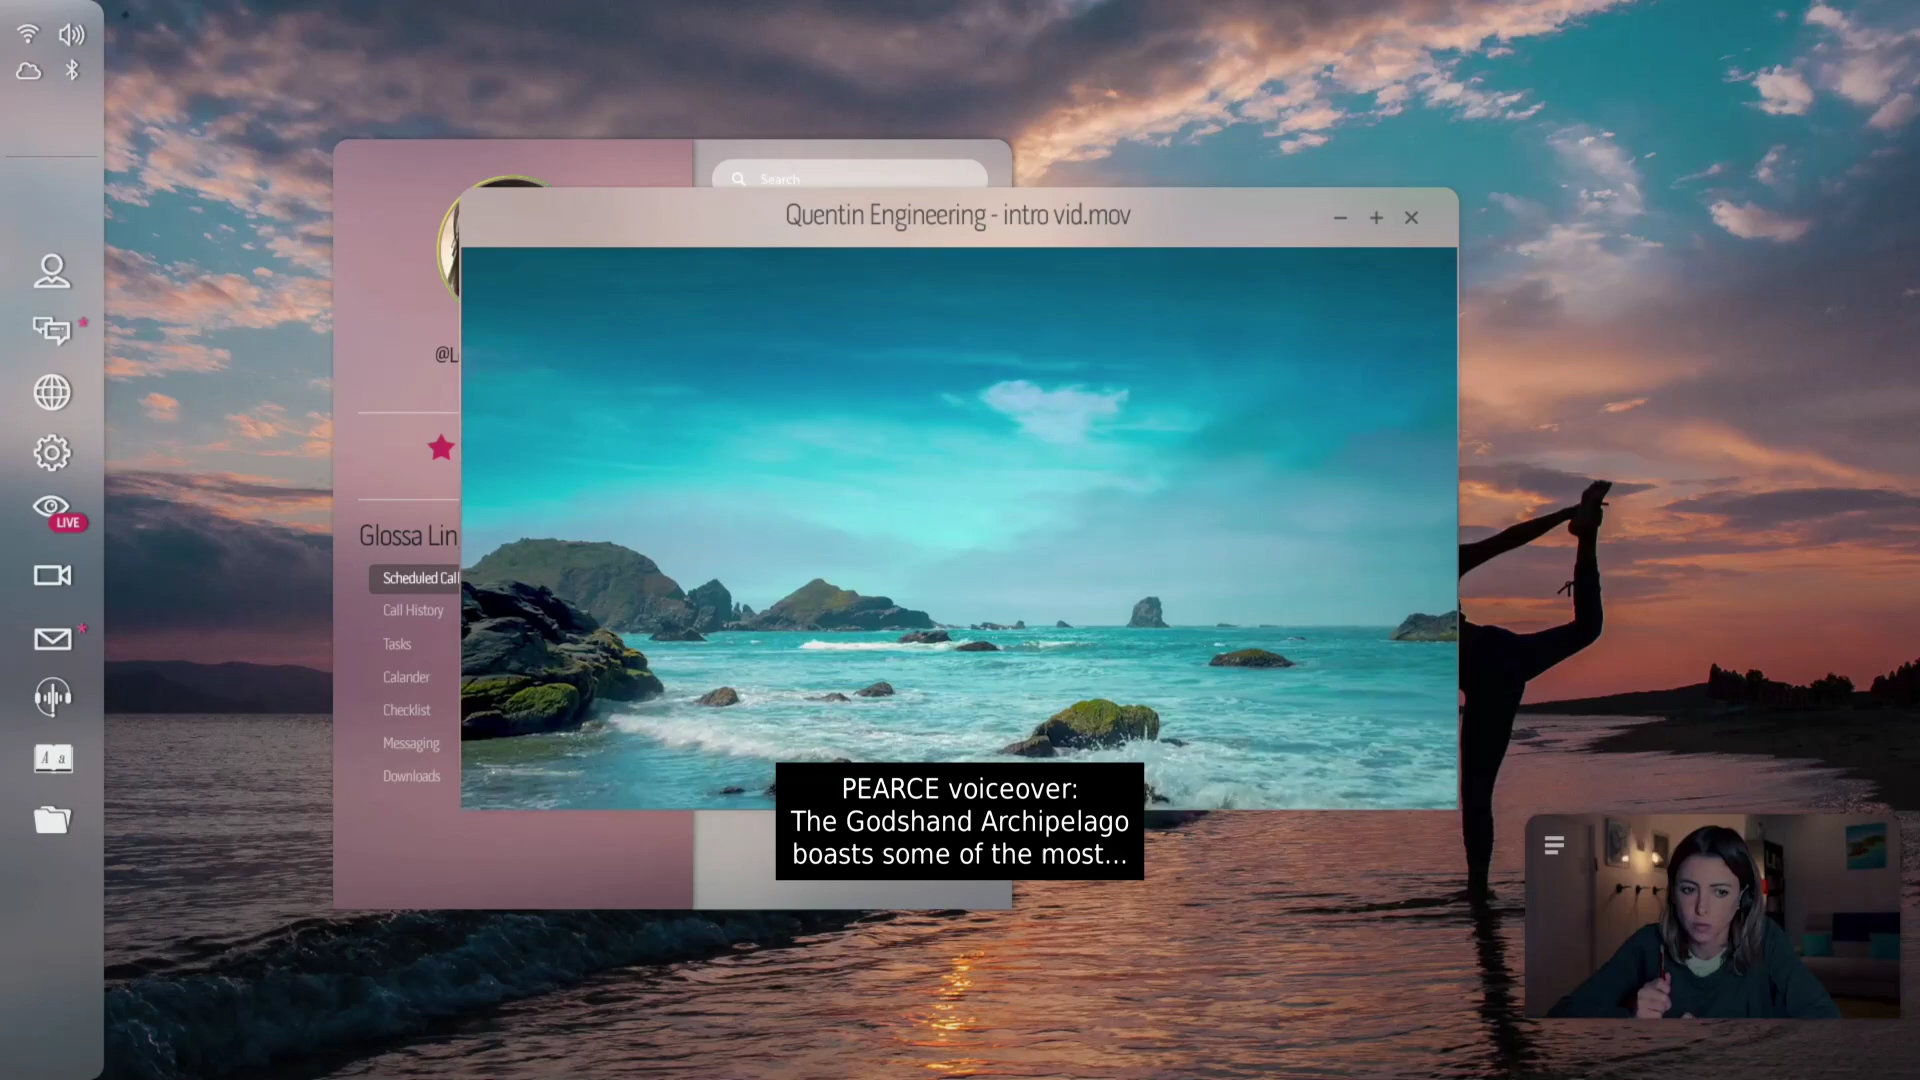 Search
Quentin Engineering - intro vid.mov
@L
Glossa Lin
LIVE
Scheduled Call
Call History
Tasks
Calander
Checklist
Messaging
Downloads
A a
PEARCE voiceover:
The Godshand Archipelago
boasts some of the most...